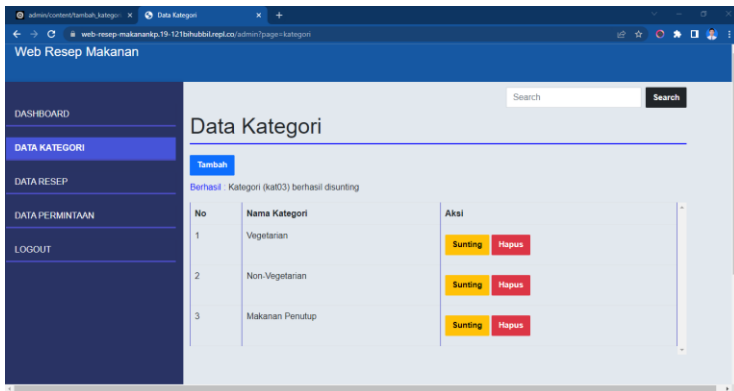 admin/content/tambah_kategori
Data Kategori
web-resep-makanankp.19-121bihubbil.repl.co/admin?page=kategori
Web Resep Makanan
Search Search
DASHBOARD
DATA KATEGORI
DATA RESEP
DATA PERMINTAAN
LOGOUT
Data Kategori
Tambah
Berhasil : Kategori (kat03) berhasil disunting
No Nama Kategori Aksi
1 Vegetarian Sunting Hapus
2 Non-Vegetarian Sunting Hapus
3 Makanan Penutup Sunting Hapus